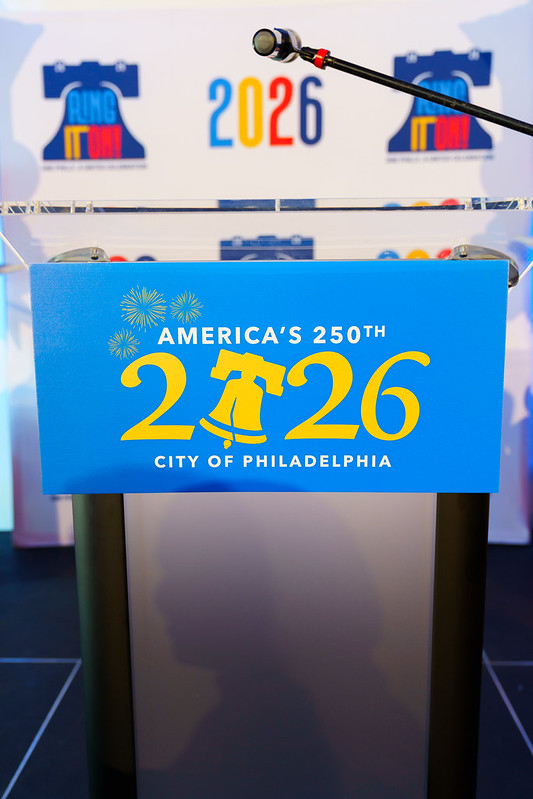 RING
IT ON!
2026
RING
IT ON!
AMERICA'S 250TH
2026
CITY OF PHILADELPHIA